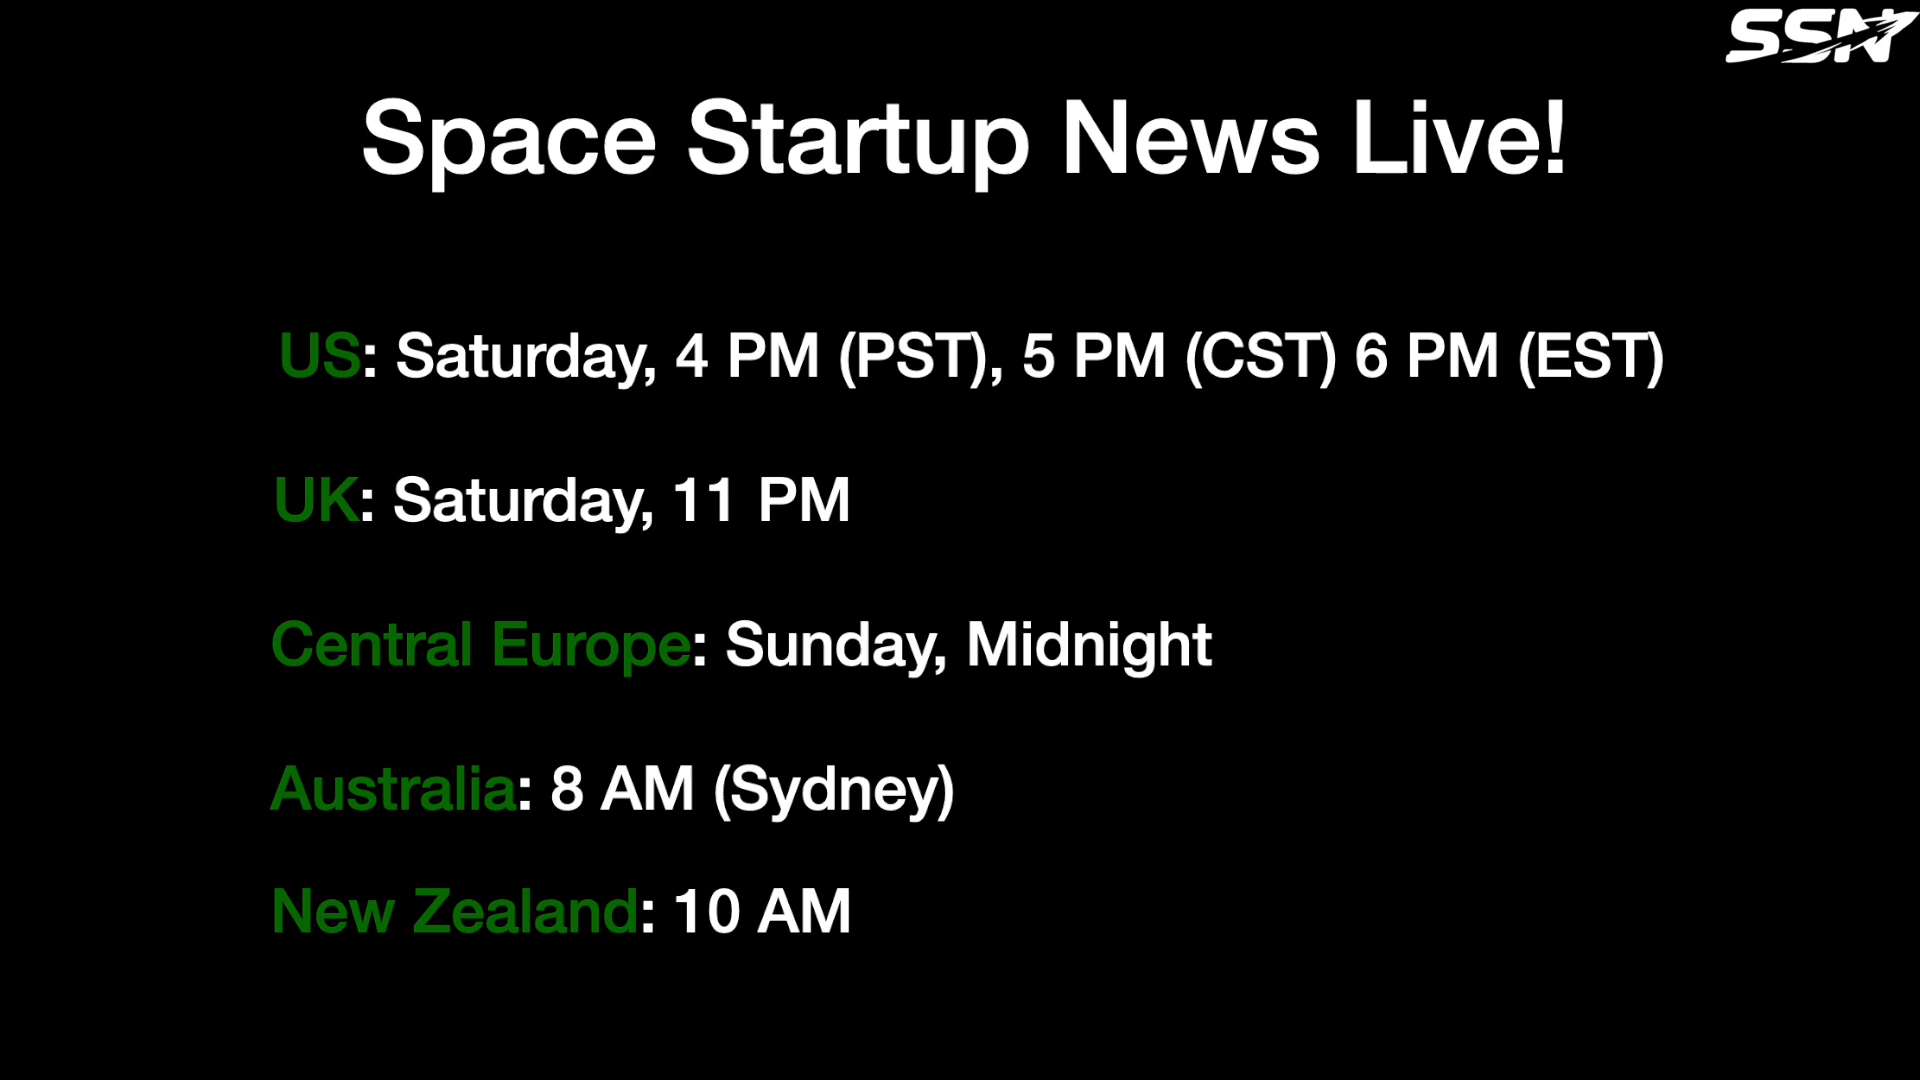 SSN
Space Startup News Live!
US: Saturday, 4 PM (PST), 5 PM (CST) 6 PM (EST)
UK: Saturday, 11 PM
Central Europe: Sunday, Midnight
Australia: 8 AM (Sydney)
New Zealand: 10 AM